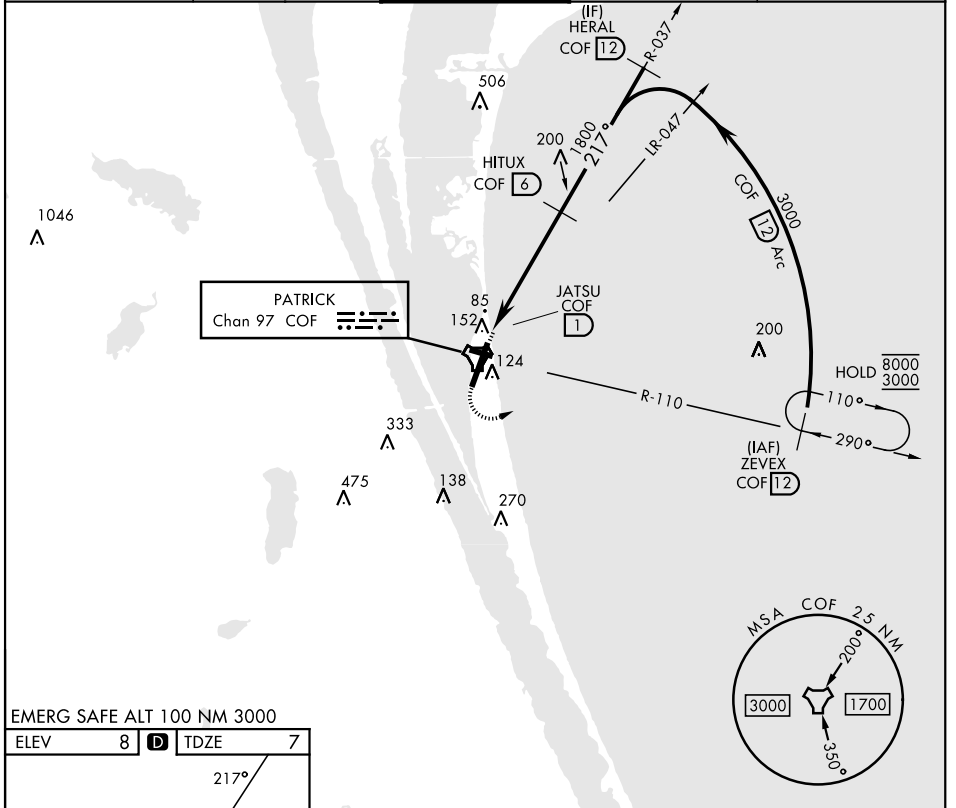 (IF)
HERAL
COF 12
R-037
506
LR-047
200
1800
217°
HITUX
COF 6
COF 12 Arc
3000
1046
PATRICK
Chan 97 COF
85
152
JATSU
COF
1
124
200
HOLD 8000
3000
110°
R-110
290°
(IAF)
ZEVEX
COF 12
333
475
138
270
MSA COF 25 NM
200°
3000
1700
350°
EMERG SAFE ALT 100 NM 3000
ELEV 8 D TDZE 7
217°